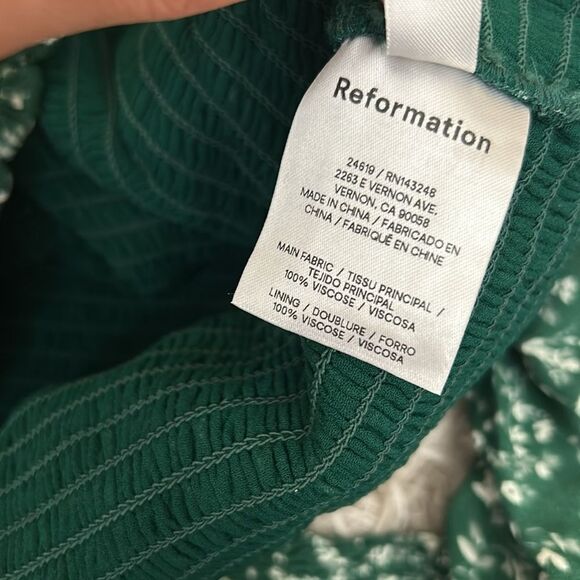 Reformation
24619 / RN143248
2263 E VERNON AVE,
VERNON, CA 90058
MADE IN CHINA / FABRICADO EN
CHINA / FABRIQUÉ EN CHINE
MAIN FABRIC / TISSU PRINCIPAL /
TEJIDO PRINCIPAL
100% VISCOSE / VISCOSA
LINING / DOUBLURE / FORRO
100% VISCOSE / VISCOSA